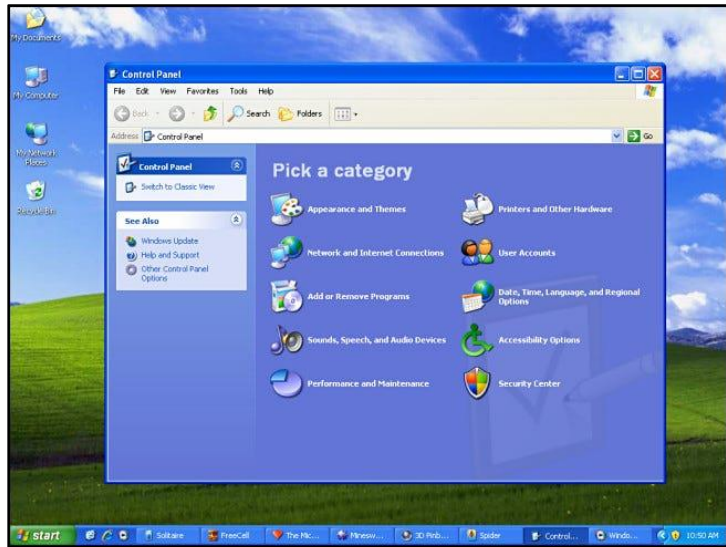 My Documents
My Computer
My Network
Places
Recycle Bin
Control Panel
File Edit View Favorites Tools Help
Back Search Folders
Address Control Panel Go
Control Panel
Switch to Classic View
See Also
Windows Update
Help and Support
Other Control Panel
Options
Pick a category
Appearance and Themes
Printers and Other Hardware
Network and Internet Connections
User Accounts
Add or Remove Programs
Date, Time, Language, and Regional
Options
Sounds, Speech, and Audio Devices
Accessibility Options
Performance and Maintenance
Security Center
start Solitaire FreeCell The Mic... Minesw... 3D Pinb... Spider Control... Windo... 10:50 AM